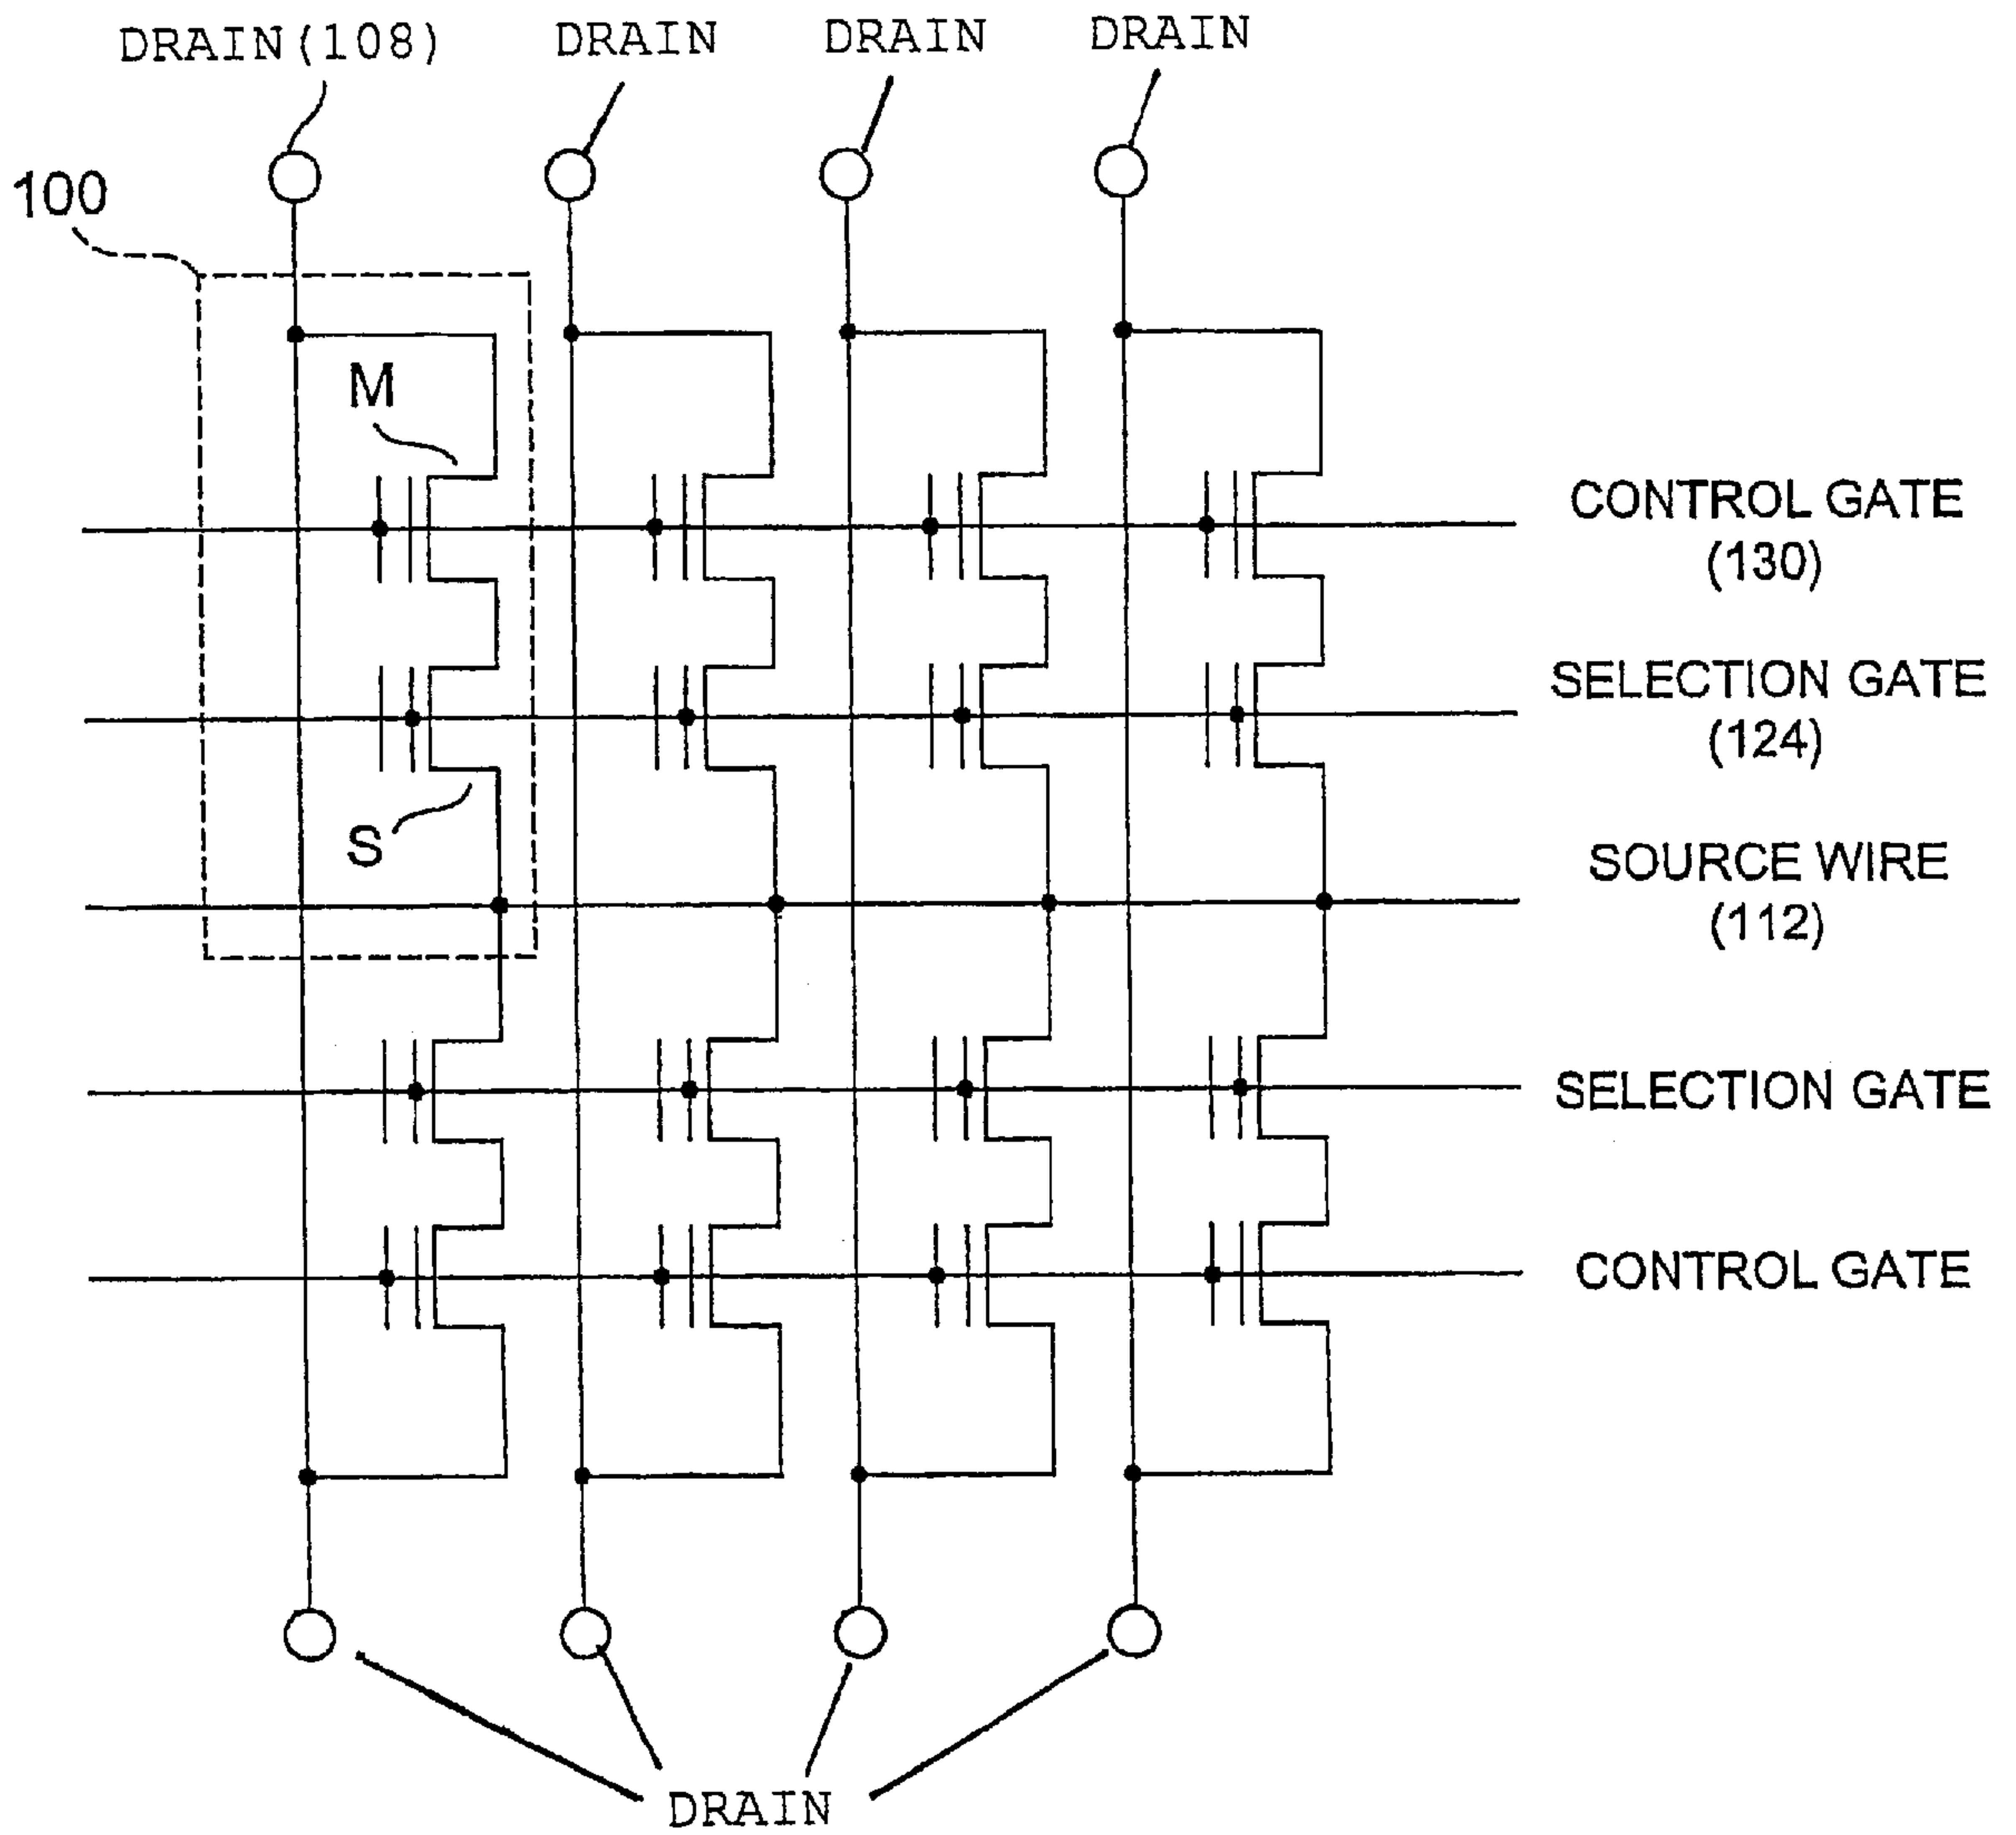 DRAIN(108)
DRAIN
DRAIN
DRAIN
100
M
CONTROL GATE
(130)
SELECTION GATE
(124)
S
SOURCE WIRE
(112)
SELECTION GATE
CONTROL GATE
DRAIN